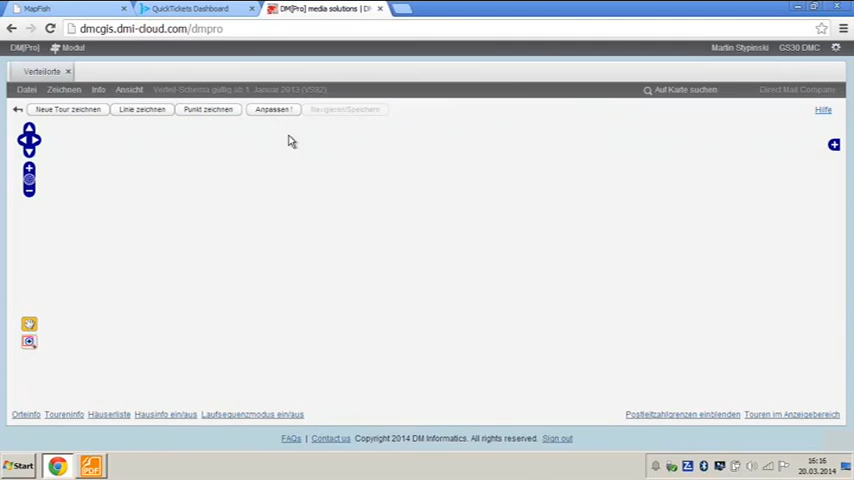 MapFish
QuickTickets Dashboard
DM[Pro] media solutions | D
dmcgis.dmi-cloud.com/dmpro
DM[Pro] Modul Martin Stypinski GS30 DMC
Verteilorte
Datei Zeichnen Info Ansicht Verteil-Schema gültig ab 1. Januar 2013 (VS82) Auf Karte suchen Direct Mail Company
Neue Tour zeichnen Linie zeichnen Punkt zeichnen Anpassen ! Navigieren/Speichern Hilfe
Orteinfo Toureninfo Häuserliste Hausinfo ein/aus Laufsequenzmodus ein/aus Postleitzahlgrenzen einblenden Touren im Anzeigebereich
FAQs | Contact us Copyright 2014 DM Informatics. All rights reserved. Sign out
Start PDF 16:16
20.03.2014